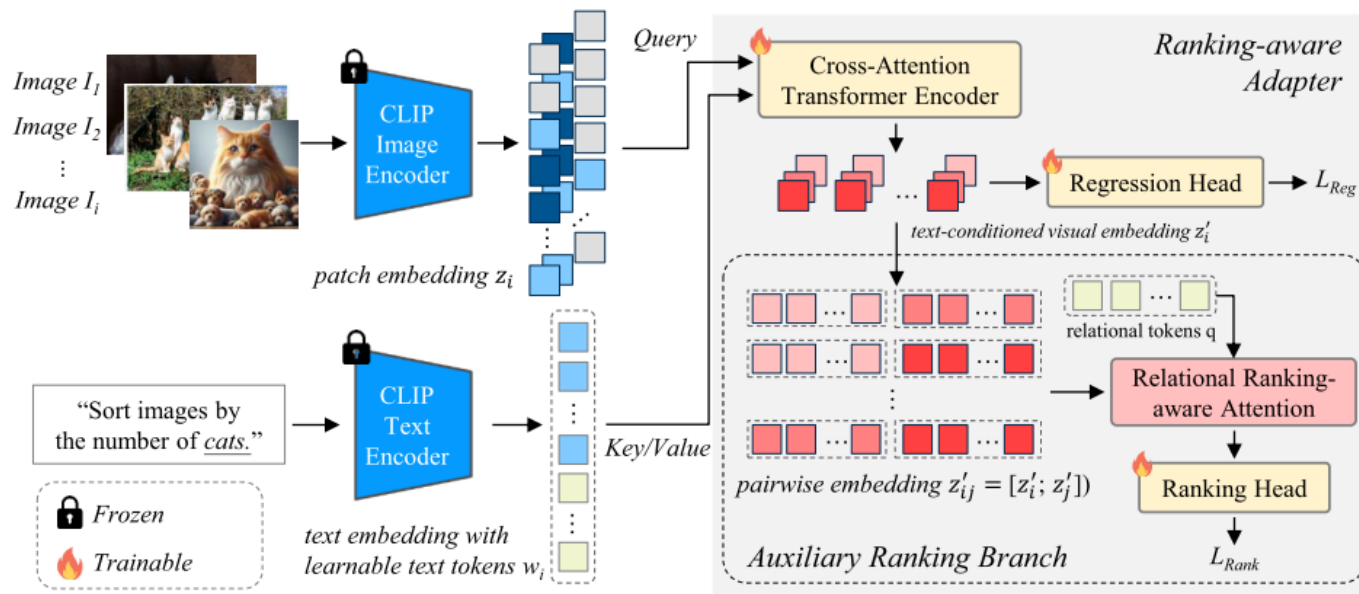 Image I₁
Image I₂
⋮
Image Iᵢ
CLIP
Image
Encoder
patch embedding zᵢ
Query
Cross-Attention
Transformer Encoder
Ranking-aware
Adapter
...
Regression Head
L_Reg
text-conditioned visual embedding z′ᵢ
“Sort images by
the number of cats.”
CLIP
Text
Encoder
Key/Value
text embedding with
learnable text tokens wᵢ
Frozen
Trainable
... ...
... ...
⋮
... ...
pairwise embedding z′ᵢⱼ = [z′ᵢ; z′ⱼ])
...
relational tokens q
Relational Ranking-
aware Attention
Ranking Head
L_Rank
Auxiliary Ranking Branch